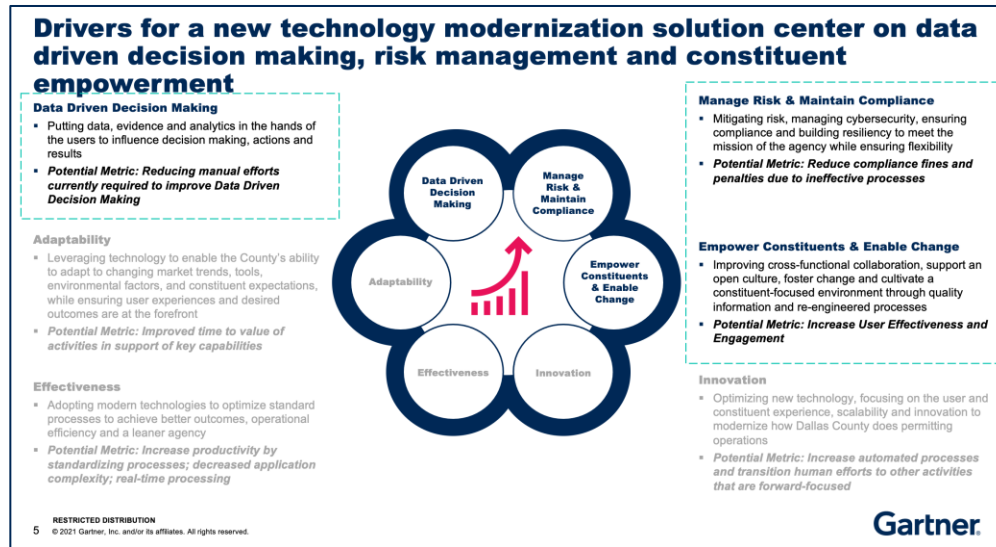 Drivers for a new technology modernization solution center on data
driven decision making, risk management and constituent
empowerment
Data Driven Decision Making
▪ Putting data, evidence and analytics in the hands of
the users to influence decision making, actions and
results
▪ Potential Metric: Reducing manual efforts
currently required to improve Data Driven
Decision Making
Adaptability
▪ Leveraging technology to enable the County's ability
to adapt to changing market trends, tools,
environmental factors, and constituent expectations,
while ensuring user experiences and desired
outcomes are at the forefront
▪ Potential Metric: Improved time to value of
activities in support of key capabilities
Effectiveness
▪ Adopting modern technologies to optimize standard
processes to achieve better outcomes, operational
efficiency and a leaner agency
▪ Potential Metric: Increase productivity by
standardizing processes; decreased application
complexity; real-time processing
Data Driven
Decision
Making
Manage
Risk &
Maintain
Compliance
Adaptability
Empower
Constituents
& Enable
Change
Effectiveness
Innovation
Manage Risk & Maintain Compliance
▪ Mitigating risk, managing cybersecurity, ensuring
compliance and building resiliency to meet the
mission of the agency while ensuring flexibility
▪ Potential Metric: Reduce compliance fines and
penalties due to ineffective processes
Empower Constituents & Enable Change
▪ Improving cross-functional collaboration, support an
open culture, foster change and cultivate a
constituent-focused environment through quality
information and re-engineered processes
▪ Potential Metric: Increase User Effectiveness and
Engagement
Innovation
▪ Optimizing new technology, focusing on the user and
constituent experience, scalability and innovation to
modernize how Dallas County does permitting
operations
▪ Potential Metric: Increase automated processes
and transition human efforts to other activities
that are forward-focused
RESTRICTED DISTRIBUTION
5 © 2021 Gartner, Inc. and/or its affiliates. All rights reserved.
Gartner